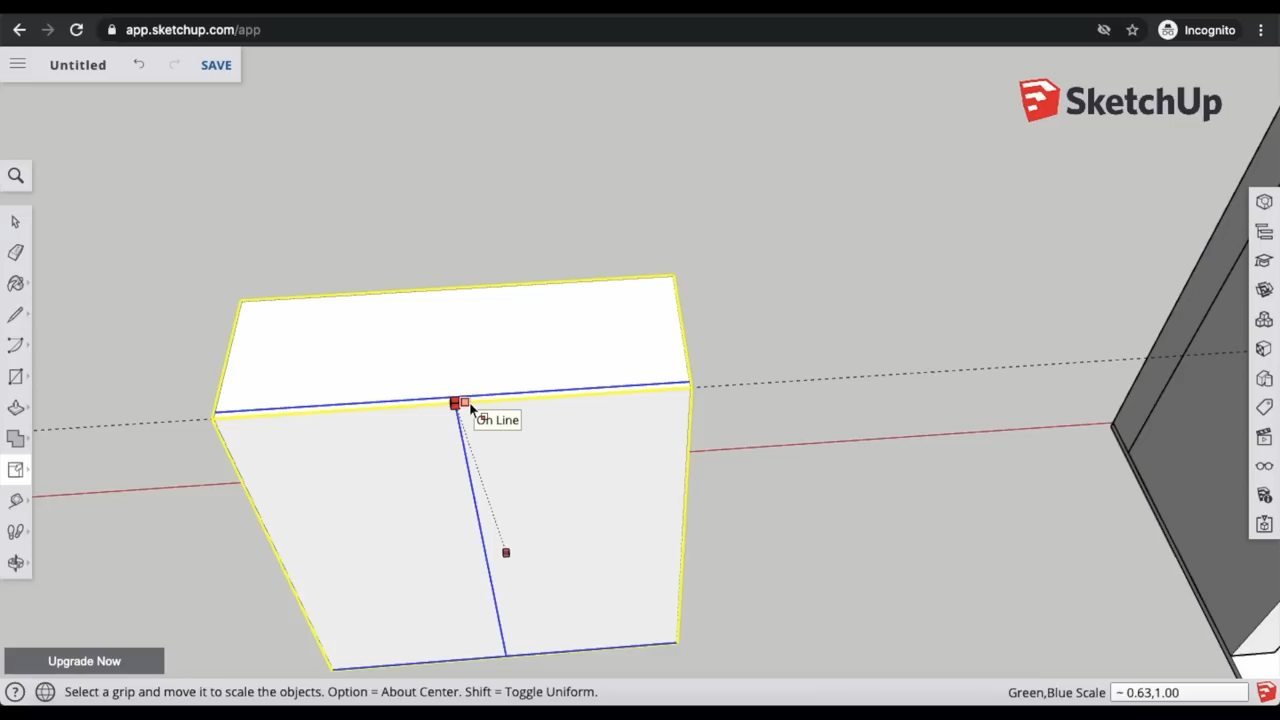 app.sketchup.com/app
Incognito
Untitled
SAVE
SketchUp
On Line
Upgrade Now
Select a grip and move it to scale the objects. Option = About Center. Shift = Toggle Uniform.
Green,Blue Scale
~ 0.63,1.00